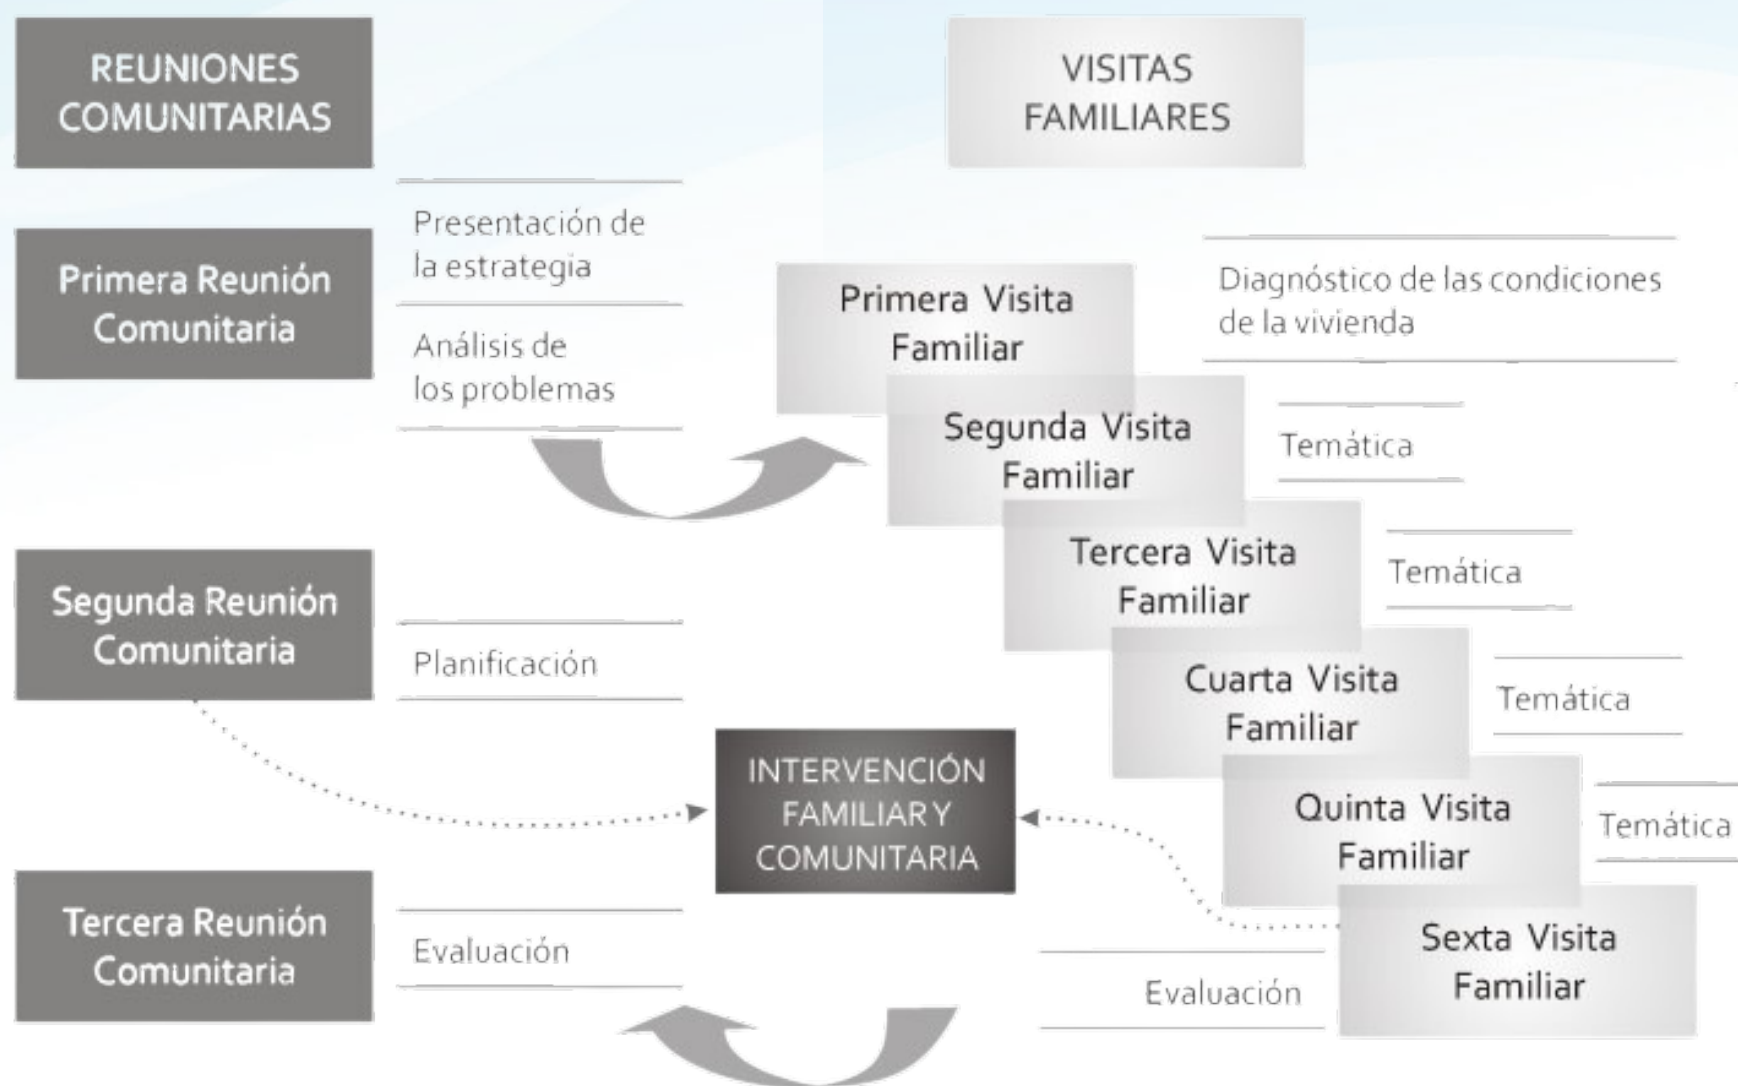 REUNIONES
COMUNITARIAS
VISITAS
FAMILIARES
Primera Reunión
Comunitaria
Presentación de
la estrategia
Análisis de
los problemas
Primera Visita
Familiar
Diagnóstico de las condiciones
de la vivienda
Segunda Visita
Familiar
Temática
Tercera Visita
Familiar
Temática
Segunda Reunión
Comunitaria
Planificación
Cuarta Visita
Familiar
Temática
INTERVENCIÓN
FAMILIAR Y
COMUNITARIA
Quinta Visita
Familiar
Temática
Tercera Reunión
Comunitaria
Evaluación
Sexta Visita
Familiar
Evaluación